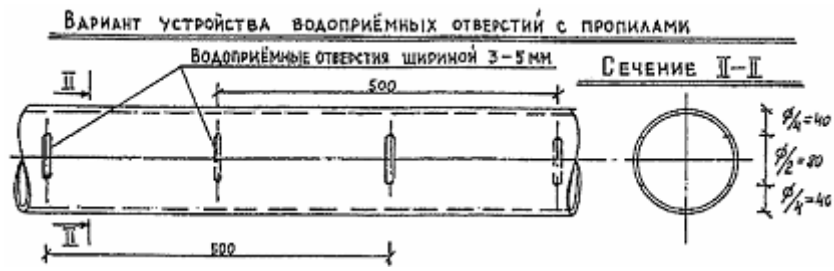 Вариант устройства водоприёмных отверстий с пропилами
Водоприёмные отверстия шириной 3–5 мм
Сечение II–II
II
500
ϕ/4=40
ϕ/2=80
ϕ/4=40
II
500